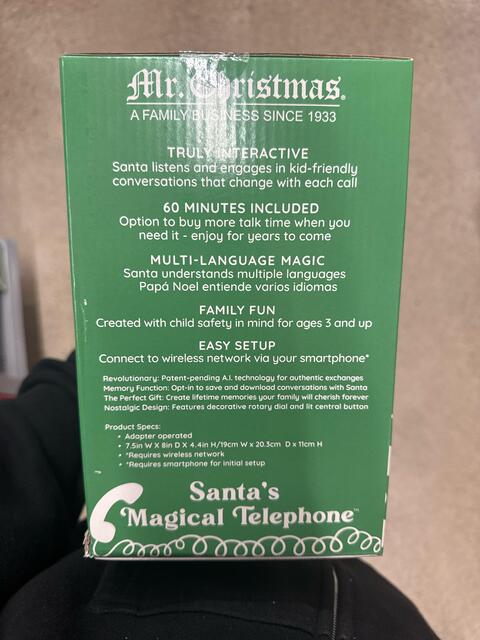 Mr. Christmas®
A FAMILY BUSINESS SINCE 1933
TRULY INTERACTIVE
Santa listens and engages in kid-friendly
conversations that change with each call
60 MINUTES INCLUDED
Option to buy more talk time when you
need it - enjoy for years to come
MULTI-LANGUAGE MAGIC
Santa understands multiple languages
Papá Noel entiende varios idiomas
FAMILY FUN
Created with child safety in mind for ages 3 and up
EASY SETUP
Connect to wireless network via your smartphone*
Revolutionary: Patent-pending A.I. technology for authentic exchanges
Memory Function: Opt-in to save and download conversations with Santa
The Perfect Gift: Create lifetime memories your family will cherish forever
Nostalgic Design: Features decorative rotary dial and lit central button
Product Specs:
• Adapter operated
• 7.5in W X 8in D X 4.4in H/19cm W x 20.3cm D x 11cm H
• *Requires wireless network
• *Requires smartphone for initial setup
Santa's
Magical Telephone™